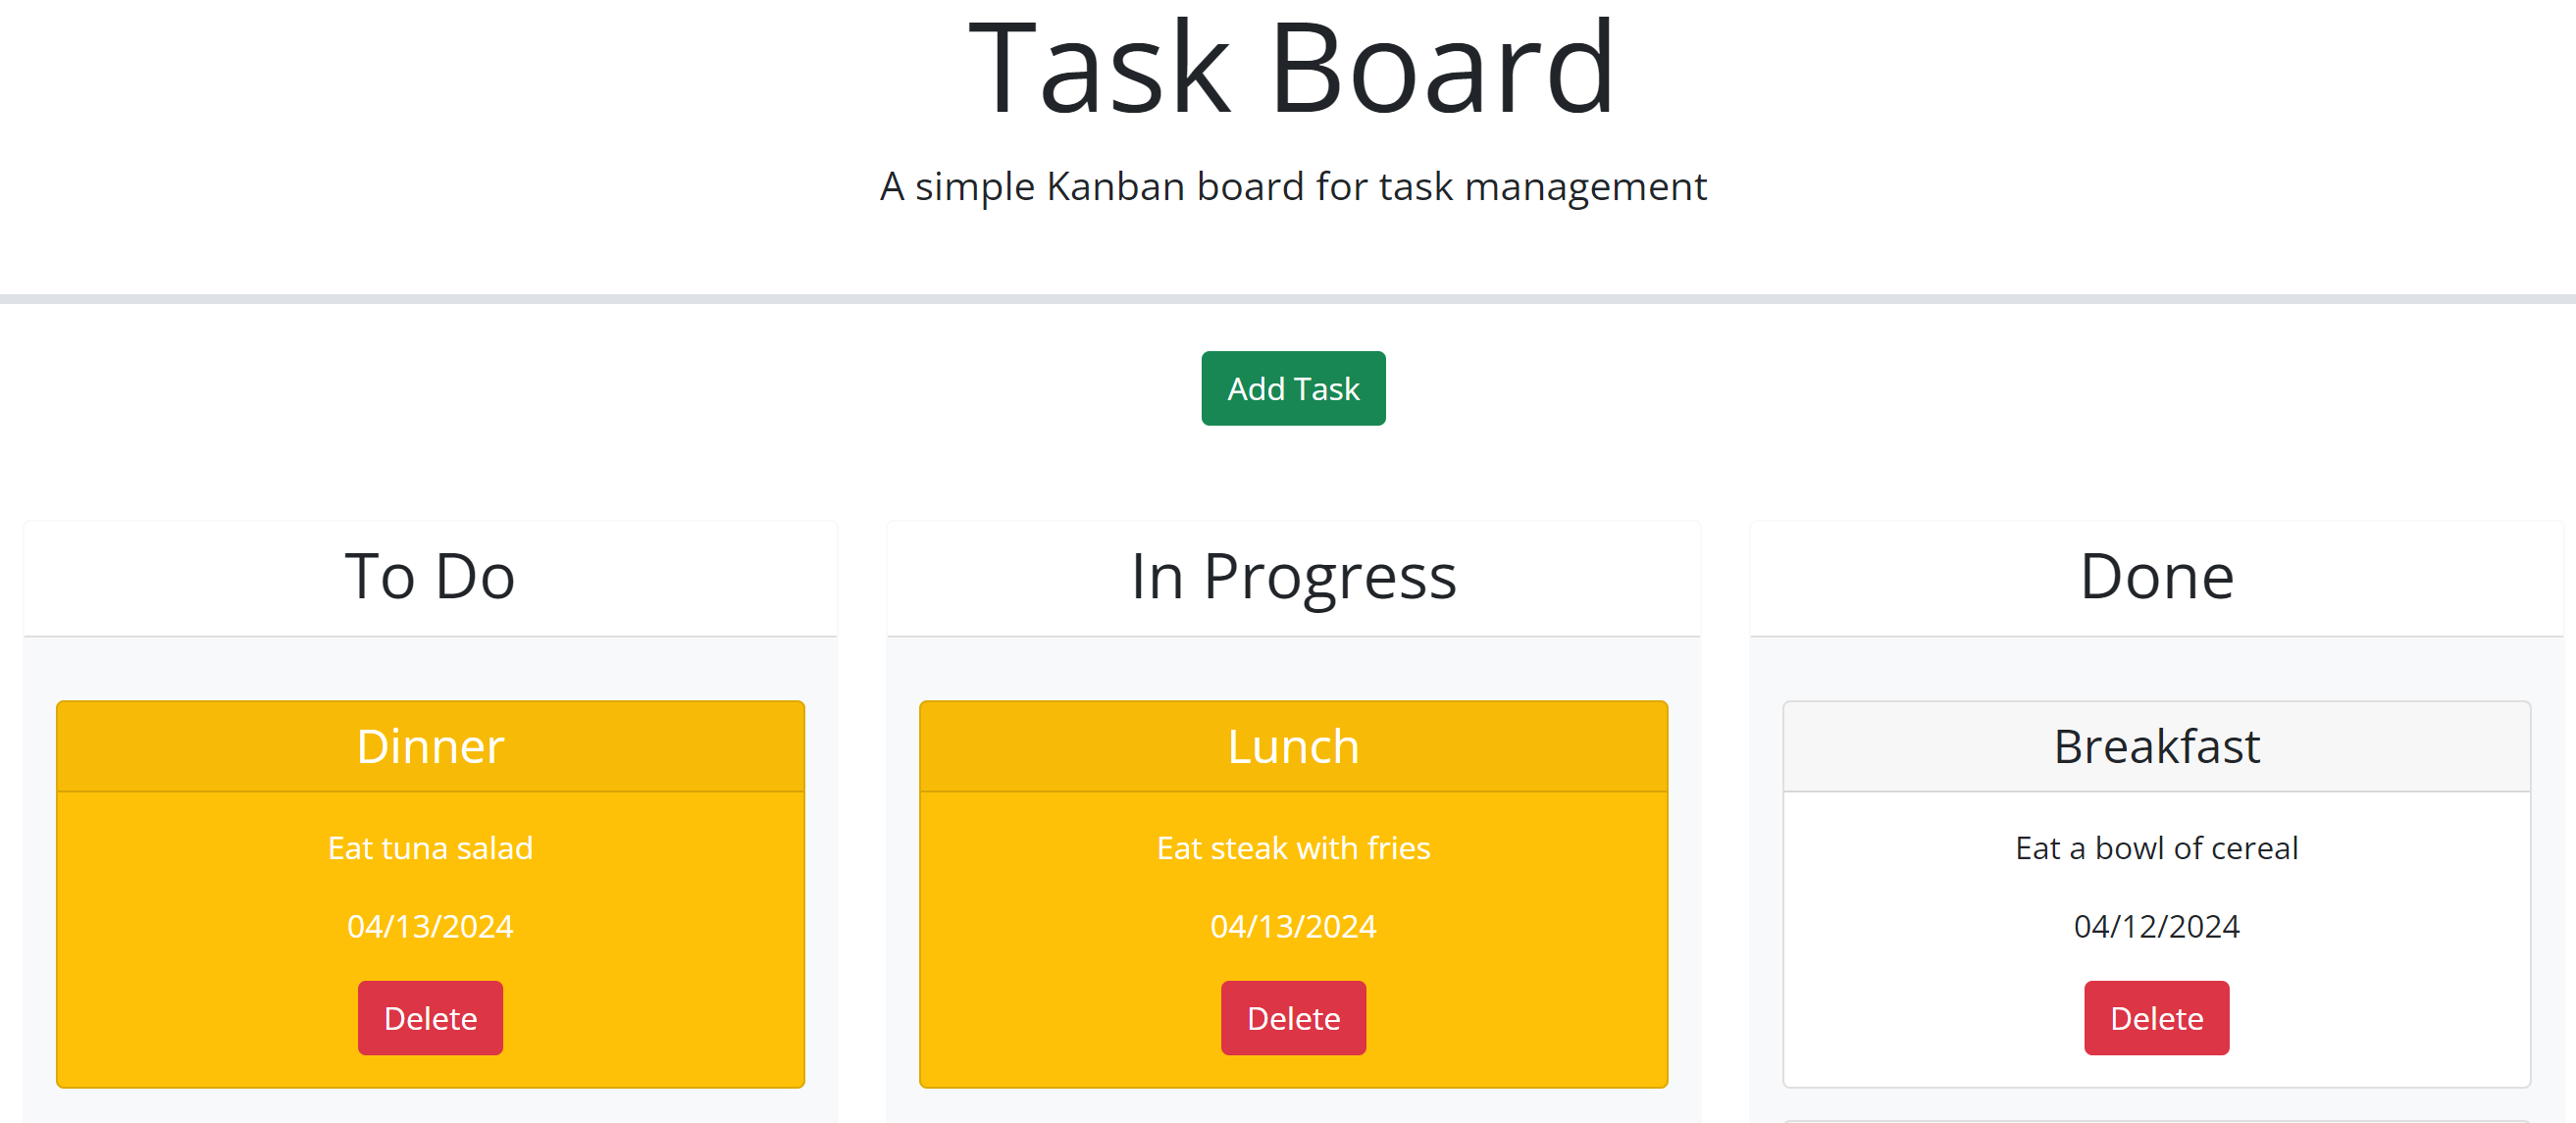 Task Board
A simple Kanban board for task management
Add Task
To Do
Dinner
Eat tuna salad
04/13/2024
Delete
In Progress
Lunch
Eat steak with fries
04/13/2024
Delete
Done
Breakfast
Eat a bowl of cereal
04/12/2024
Delete